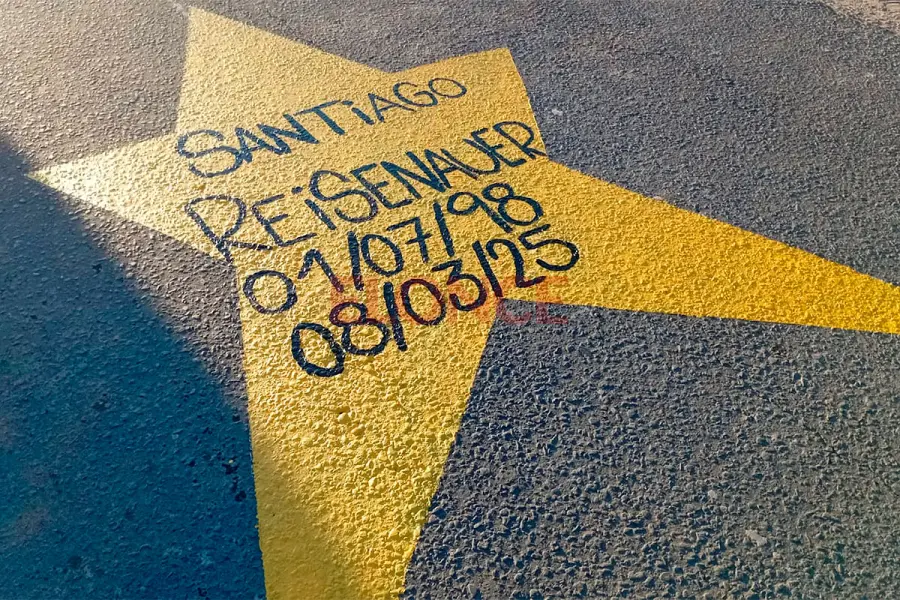 SANTiAGO
REiSENAUER
01/07/98
08/03/25